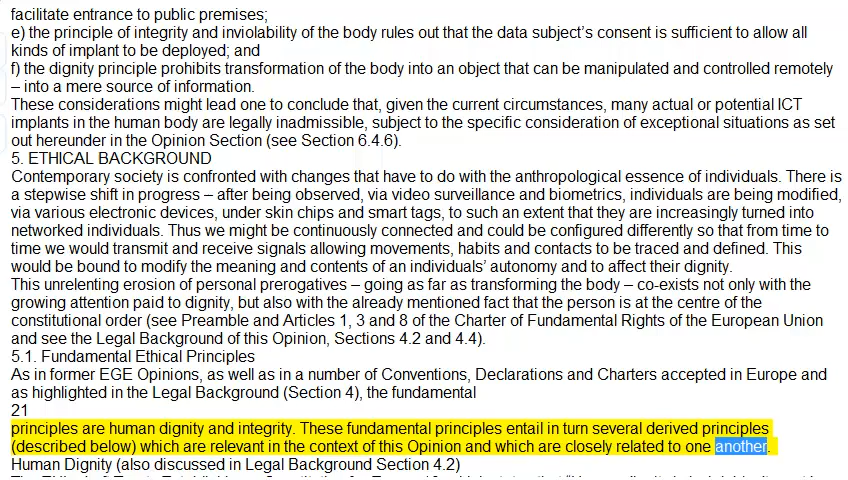 facilitate entrance to public premises;
e) the principle of integrity and inviolability of the body rules out that the data subject's consent is sufficient to allow all
kinds of implant to be deployed; and
f) the dignity principle prohibits transformation of the body into an object that can be manipulated and controlled remotely
– into a mere source of information.
These considerations might lead one to conclude that, given the current circumstances, many actual or potential ICT
implants in the human body are legally inadmissible, subject to the specific consideration of exceptional situations as set
out hereunder in the Opinion Section (see Section 6.4.6).
5. ETHICAL BACKGROUND
Contemporary society is confronted with changes that have to do with the anthropological essence of individuals. There is
a stepwise shift in progress – after being observed, via video surveillance and biometrics, individuals are being modified,
via various electronic devices, under skin chips and smart tags, to such an extent that they are increasingly turned into
networked individuals. Thus we might be continuously connected and could be configured differently so that from time to
time we would transmit and receive signals allowing movements, habits and contacts to be traced and defined. This
would be bound to modify the meaning and contents of an individuals' autonomy and to affect their dignity.
This unrelenting erosion of personal prerogatives – going as far as transforming the body – co-exists not only with the
growing attention paid to dignity, but also with the already mentioned fact that the person is at the centre of the
constitutional order (see Preamble and Articles 1, 3 and 8 of the Charter of Fundamental Rights of the European Union
and see the Legal Background of this Opinion, Sections 4.2 and 4.4).
5.1. Fundamental Ethical Principles
As in former EGE Opinions, as well as in a number of Conventions, Declarations and Charters accepted in Europe and
as highlighted in the Legal Background (Section 4), the fundamental
21
principles are human dignity and integrity. These fundamental principles entail in turn several derived principles
(described below) which are relevant in the context of this Opinion and which are closely related to one another.
Human Dignity (also discussed in Legal Background Section 4.2)